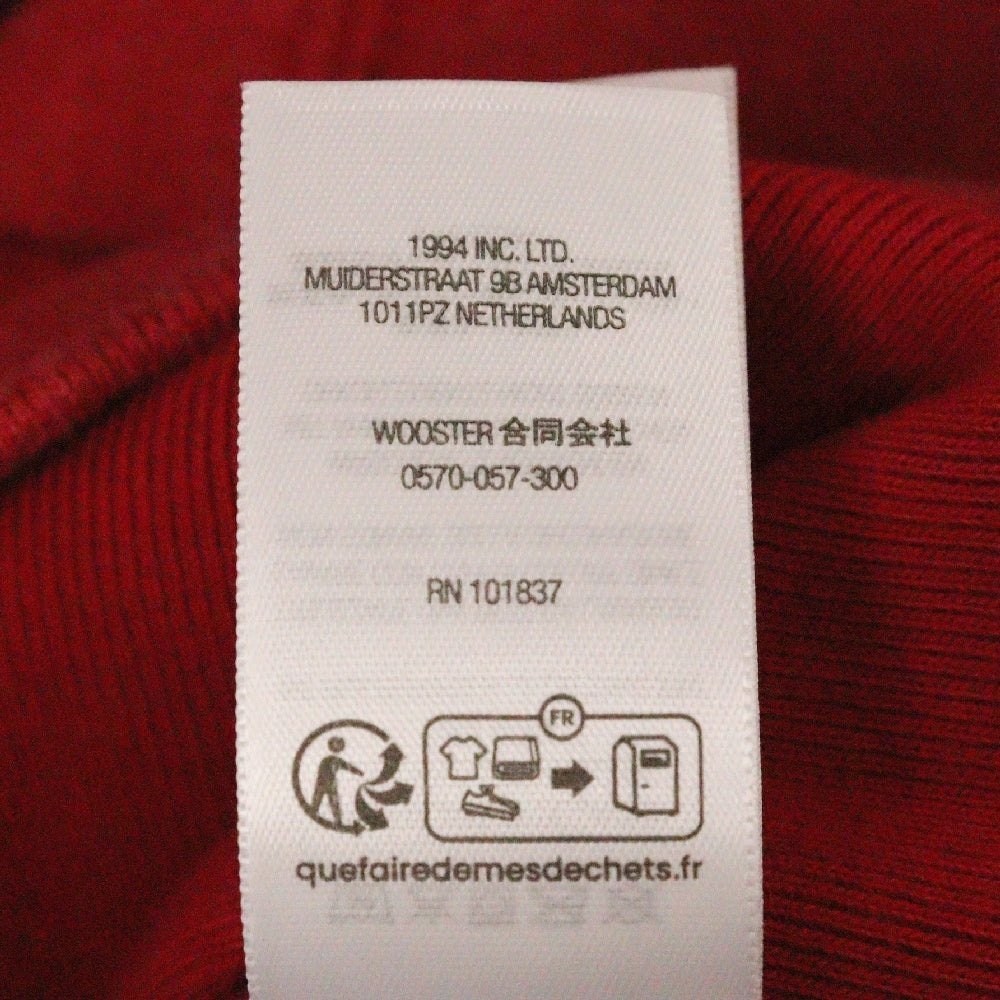 1994 INC. LTD.
MUIDERSTRAAT 9B AMSTERDAM
1011PZ NETHERLANDS
WOOSTER 合同会社
0570-057-300
RN 101837
FR
quefairedemesdechets.fr